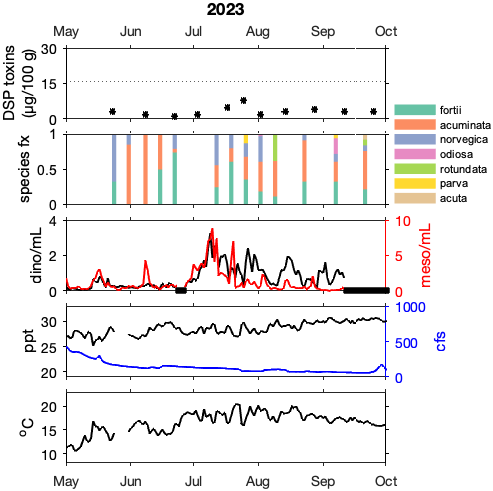 2023
May Jun Jul Aug Sep Oct
DSP toxins
(µg/100 g)
30
15
0
species fx
1
0.5
0
fortii
acuminata
norvegica
odiosa
rotundata
parva
acuta
dino/mL
4
2
0
10
5
0
meso/mL
ppt
30
25
20
1000
500
0
cfs
°C
20
15
10
May Jun Jul Aug Sep Oct